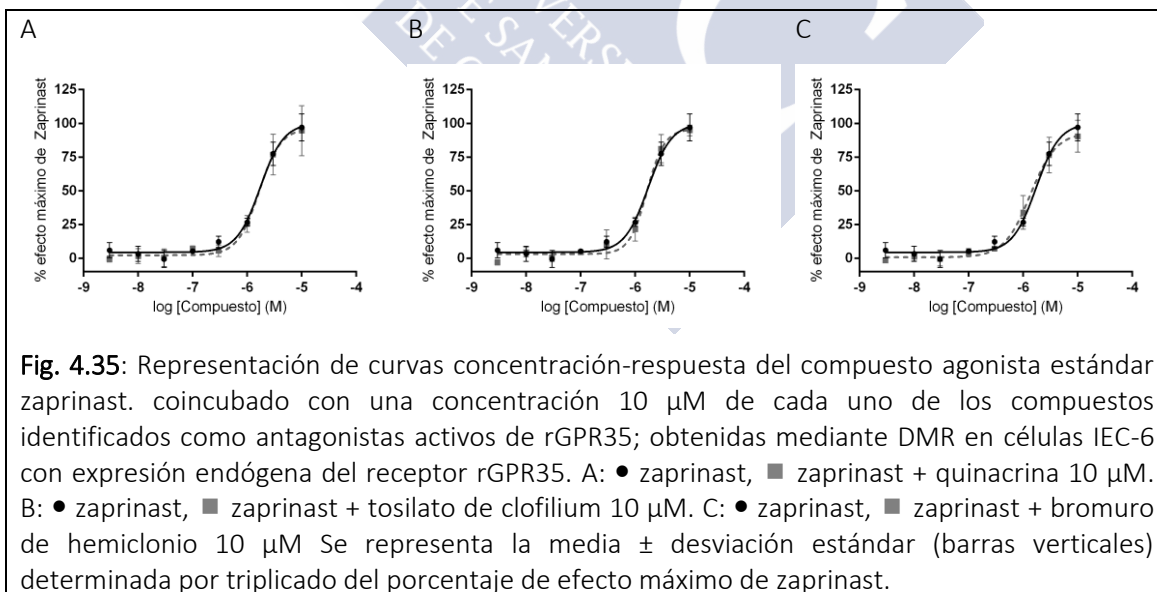 A
B
C
VERS
DE
SAN
% efecto máximo de Zaprinast
125
100
75
50
25
0
-9
-8
-7
-6
-5
-4
log [Compuesto] (M)
% efecto máximo de Zaprinast
125
100
75
50
25
0
-9
-8
-7
-6
-5
-4
log [Compuesto] (M)
% efecto máximo de Zaprinast
125
100
75
50
25
0
-9
-8
-7
-6
-5
-4
log [Compuesto] (M)
Fig. 4.35: Representación de curvas concentración-respuesta del compuesto agonista estándar
zaprinast. coincubado con una concentración 10 µM de cada uno de los compuestos
identificados como antagonistas activos de rGPR35; obtenidas mediante DMR en células IEC-6
con expresión endógena del receptor rGPR35. A: ● zaprinast, ■ zaprinast + quinacrina 10 µM.
B: ● zaprinast, ■ zaprinast + tosilato de clofilium 10 µM. C: ● zaprinast, ■ zaprinast + bromuro
de hemiclonio 10 µM Se representa la media ± desviación estándar (barras verticales)
determinada por triplicado del porcentaje de efecto máximo de zaprinast.